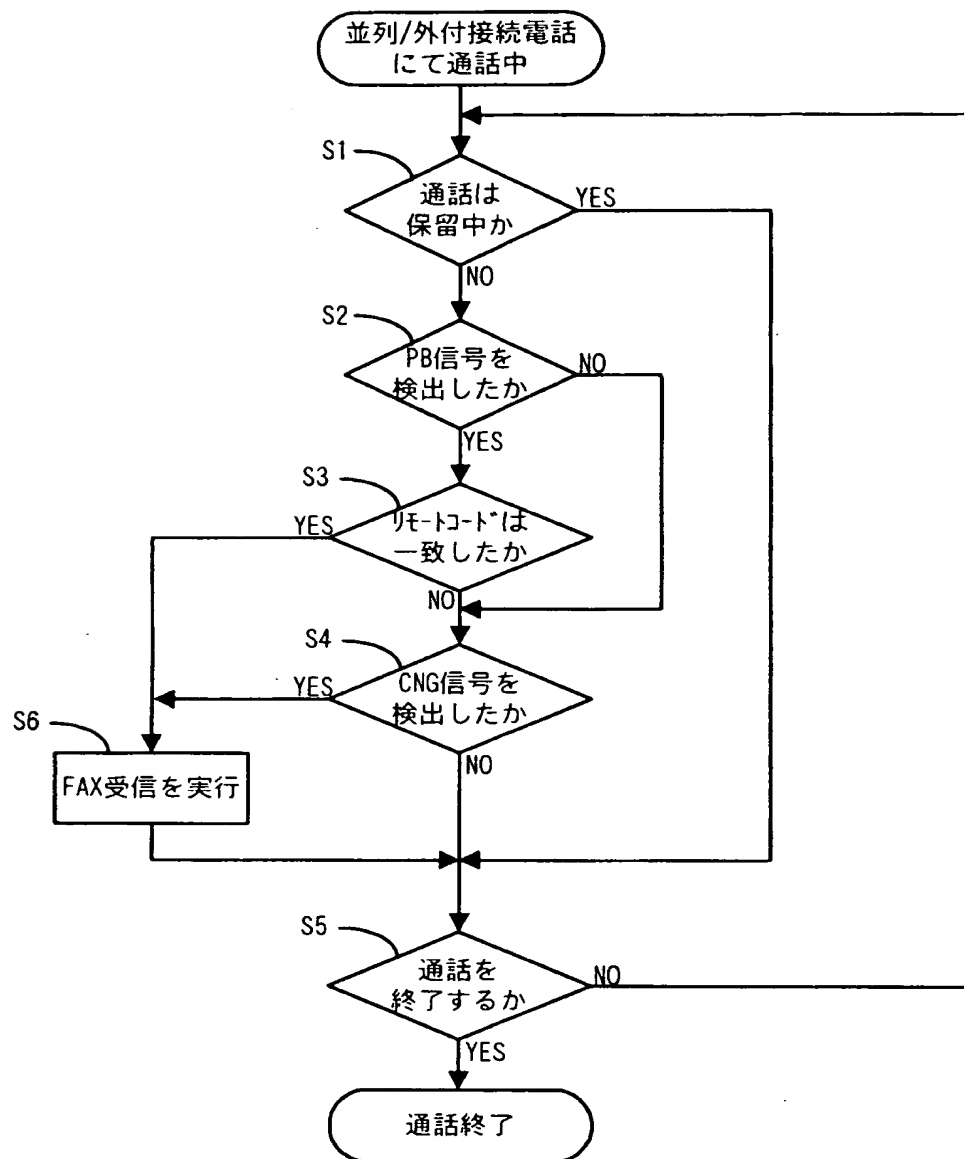 並列/外付接続電話
にて通話中
S1
通話は
保留中か
YES
NO
S2
PB信号を
検出したか
NO
YES
S3
YES
ﾘﾓｰﾄｺｰﾄﾞは
一致したか
NO
S4
YES
CNG信号を
検出したか
NO
S6
FAX受信を実行
S5
通話を
終了するか
NO
YES
通話終了